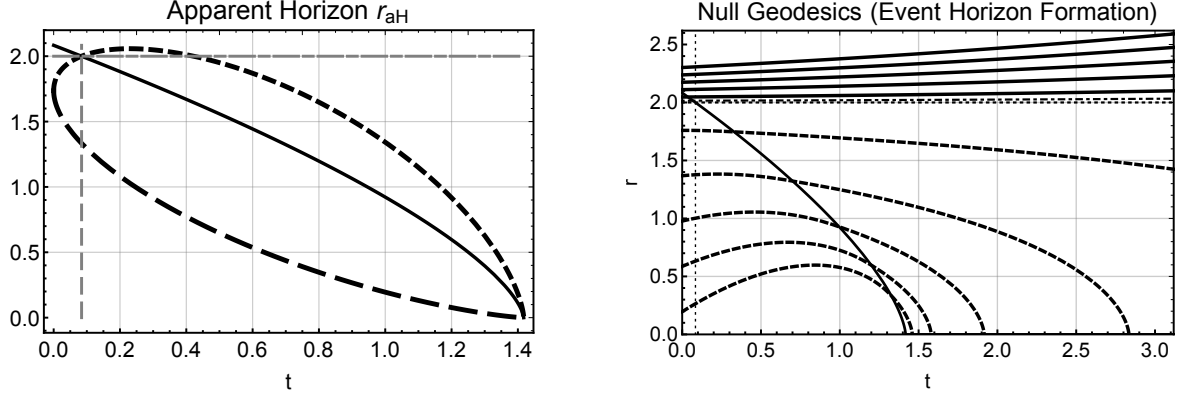 Apparent Horizon r_aH
2.0
1.5
1.0
0.5
0.0
0.0 0.2 0.4 0.6 0.8 1.0 1.2 1.4
t
Null Geodesics (Event Horizon Formation)
2.5
2.0
1.5
r
1.0
0.5
0.0
0.0 0.5 1.0 1.5 2.0 2.5 3.0
t